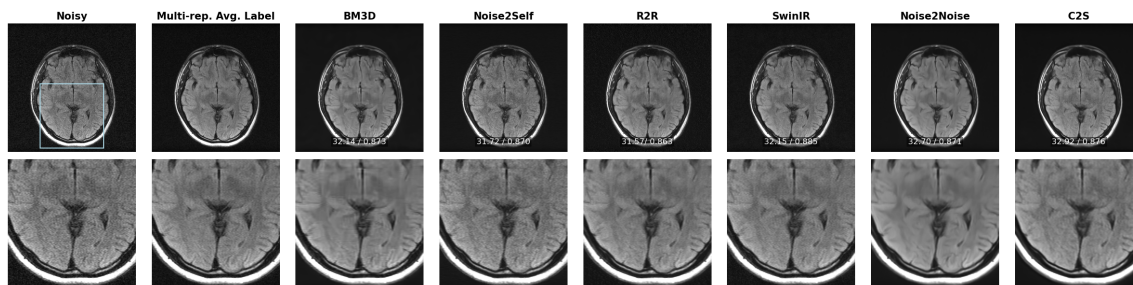 Noisy Multi-rep. Avg. Label BM3D Noise2Self R2R SwinIR Noise2Noise C2S
32.14 / 0.873 31.72 / 0.870 31.57/ 0.863 32.15 / 0.885 32.70 / 0.871 32.92 / 0.876